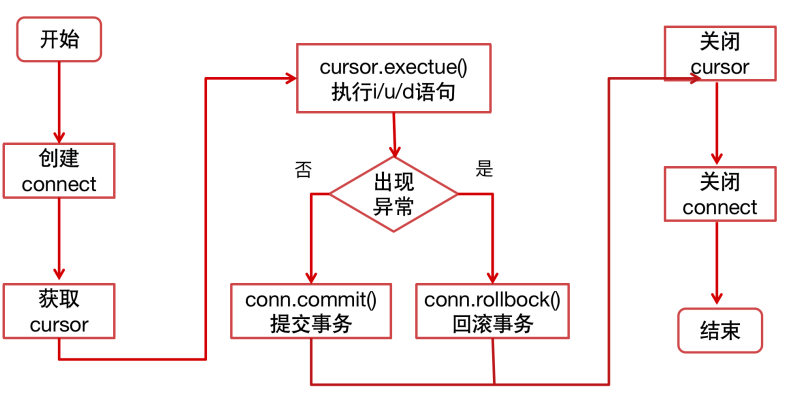 开始
创建
connect
获取
cursor
cursor.exectue()
执行i/u/d语句
出现
异常
否
是
conn.commit()
提交事务
conn.rollbock()
回滚事务
关闭
cursor
关闭
connect
结束